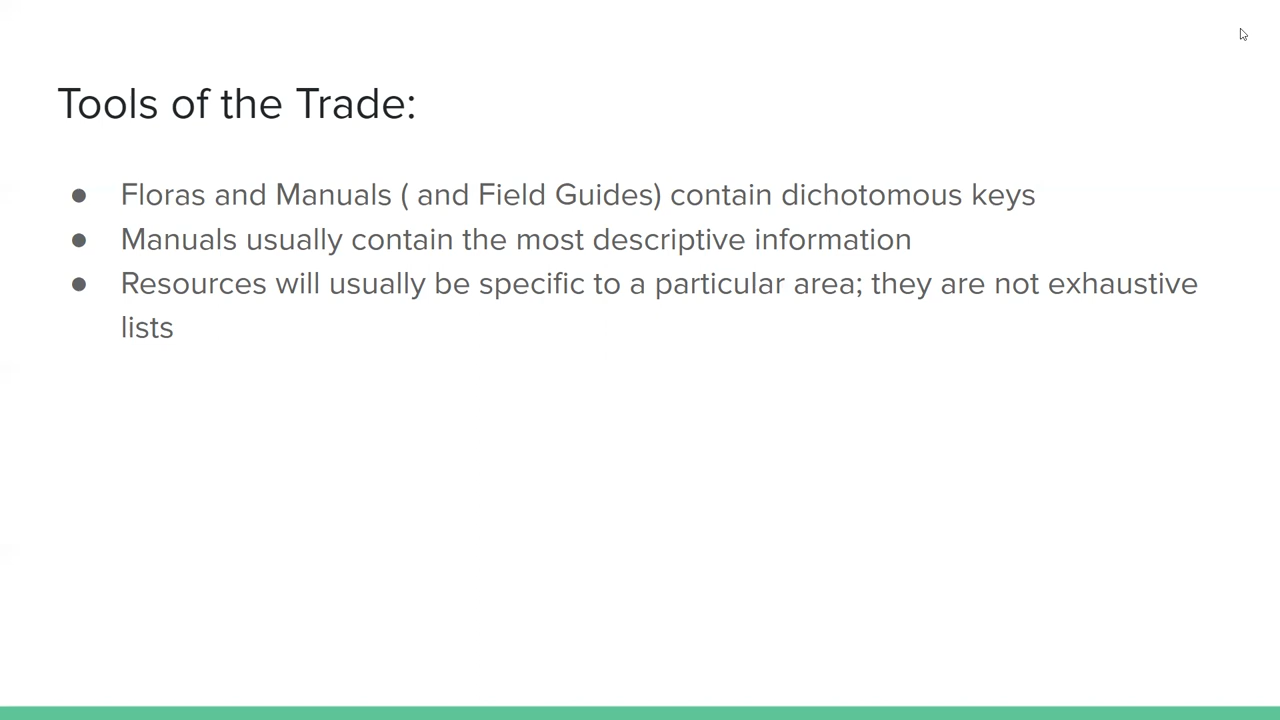 Tools of the Trade:
● Floras and Manuals ( and Field Guides) contain dichotomous keys
● Manuals usually contain the most descriptive information
● Resources will usually be specific to a particular area; they are not exhaustive
lists